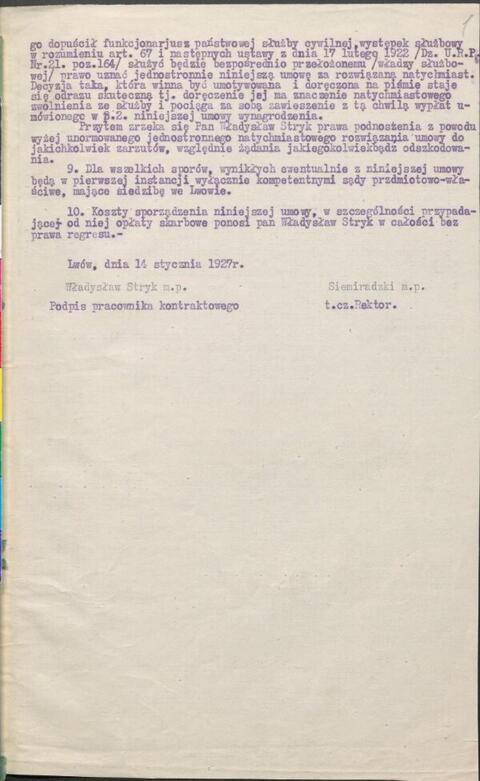 go dopuścił funkcjonarjusz państwowej służby cywilnej,występek służbowy
w rozumieniu art. 67 i następnych ustawy z dnia 17 lutego 1922 /Dz. U.R.P.
Nr.21. poz.164/ służyć będzie bezpośrednio przełożonemu /władzy służbo-
wej/ prawo uznać jednostronnie niniejszą umowę za rozwiązaną natychmiast.
Decyzja taka, która winna być umotywowana i doręczona na piśmie staje
się odrazu skuteczną tj. doręczenie jej ma znaczenie natychmiastowego
zwolnienia ze służby i pociąga za sobą zawieszenie z tą chwilą wypłat u-
mówionego w p.2. niniejszej umowy wynagrodzenia.
Przytem zrzeka się Pan Władysław Stryk prawa podnoszenia z powodu
wyżej unormowanego jednostronnego natychmiastowego rozwiązania umowy do
jakichkolwiek zarzutów, względnie żądania jakiegokolwiekbądź odszkodowa-
nia.
9. Dla wszelkich sporów, wynikłych ewentualnie z niniejszej umowy
będą w pierwszej instancji wyłącznie kompetentnymi sądy przdmiotowo-wła-
ściwe, mające siedzibę we Lwowie.
10. Koszty sporządzenia niniejszej umowy, w szczególności przypada-
jącej od niej opłaty skarbowe ponosi pan Władysław Stryk w całości bez
prawa regresu.-
Lwów, dnia 14 stycznia 1927r.
Władysław Stryk m.p. Siemiradzki m.p.
Podpis pracownika kontraktowego t.cz.Rektor.